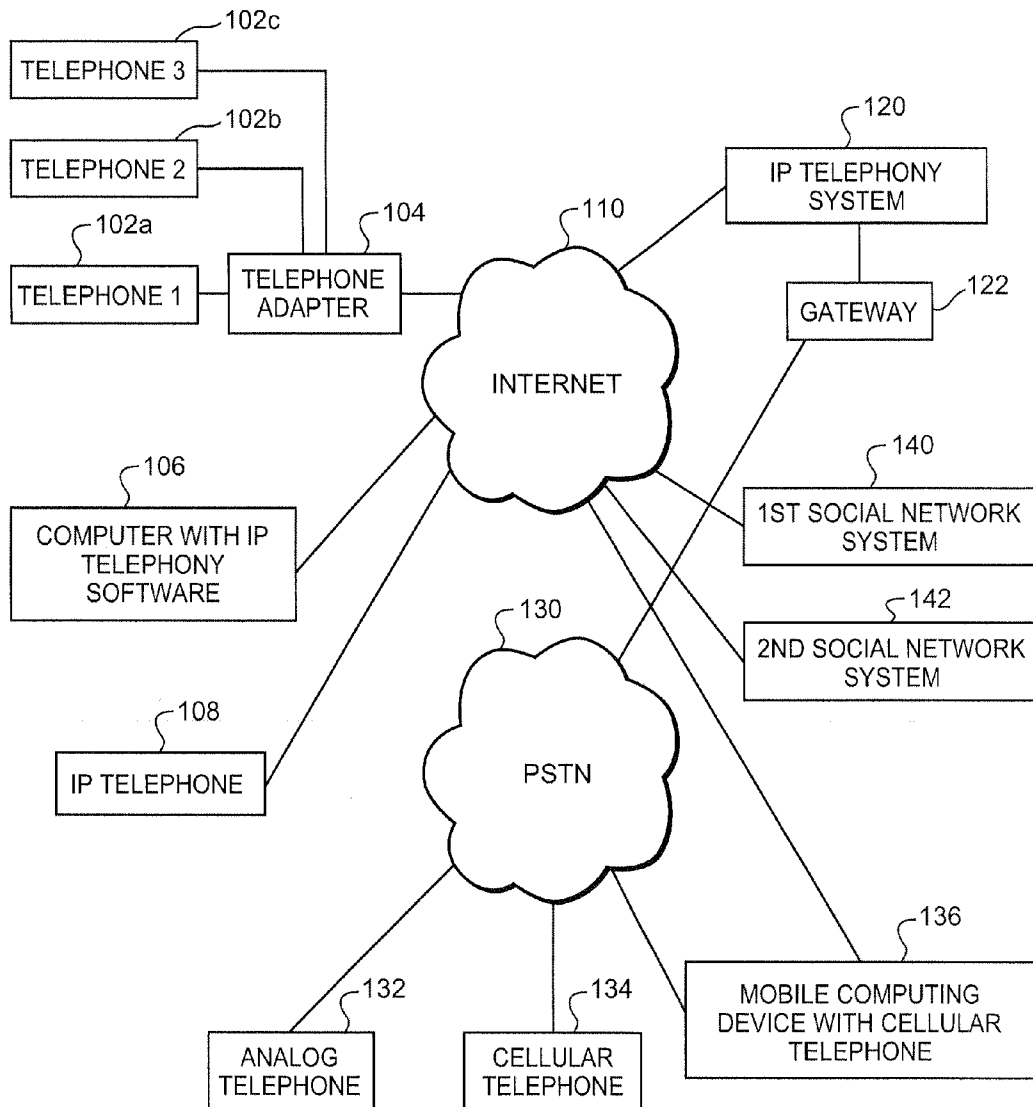 102c
TELEPHONE 3
102b
TELEPHONE 2
102a
TELEPHONE 1
104
TELEPHONE
ADAPTER
110
INTERNET
120
IP TELEPHONY
SYSTEM
122
GATEWAY
106
COMPUTER WITH IP
TELEPHONY
SOFTWARE
140
1ST SOCIAL NETWORK
SYSTEM
142
2ND SOCIAL NETWORK
SYSTEM
108
IP TELEPHONE
130
PSTN
132
ANALOG
TELEPHONE
134
CELLULAR
TELEPHONE
136
MOBILE COMPUTING
DEVICE WITH CELLULAR
TELEPHONE